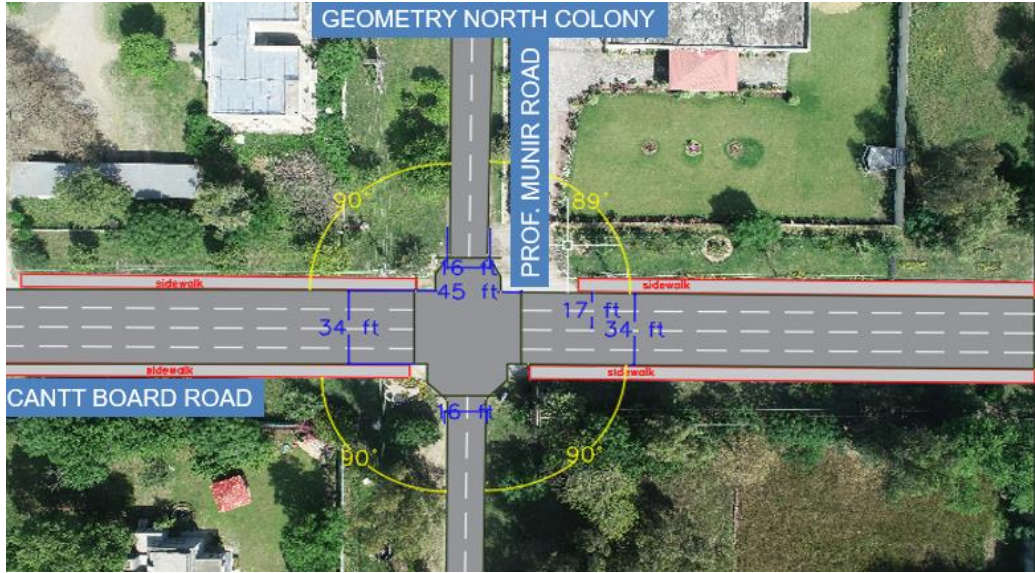 GEOMETRY NORTH COLONY
PROF. MUNIR ROAD
90°
89°
16 ft
45 ft
sidewalk
sidewalk
34 ft
17 ft
34 ft
sidewalk
sidewalk
CANTT BOARD ROAD
16 ft
90°
90°